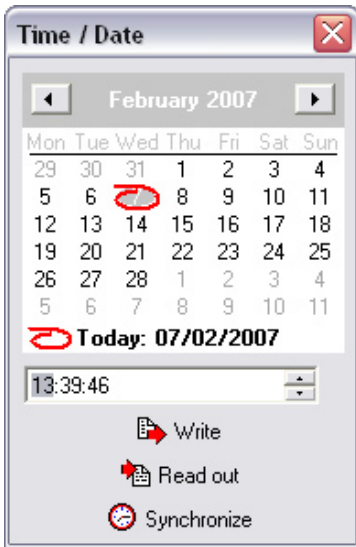 Time / Date
February 2007
Mon Tue Wed Thu Fri Sat Sun
29 30 31 1 2 3 4
5 6 7 8 9 10 11
12 13 14 15 16 17 18
19 20 21 22 23 24 25
26 27 28 1 2 3 4
5 6 7 8 9 10 11
Today: 07/02/2007
13:39:46
Write
Read out
Synchronize